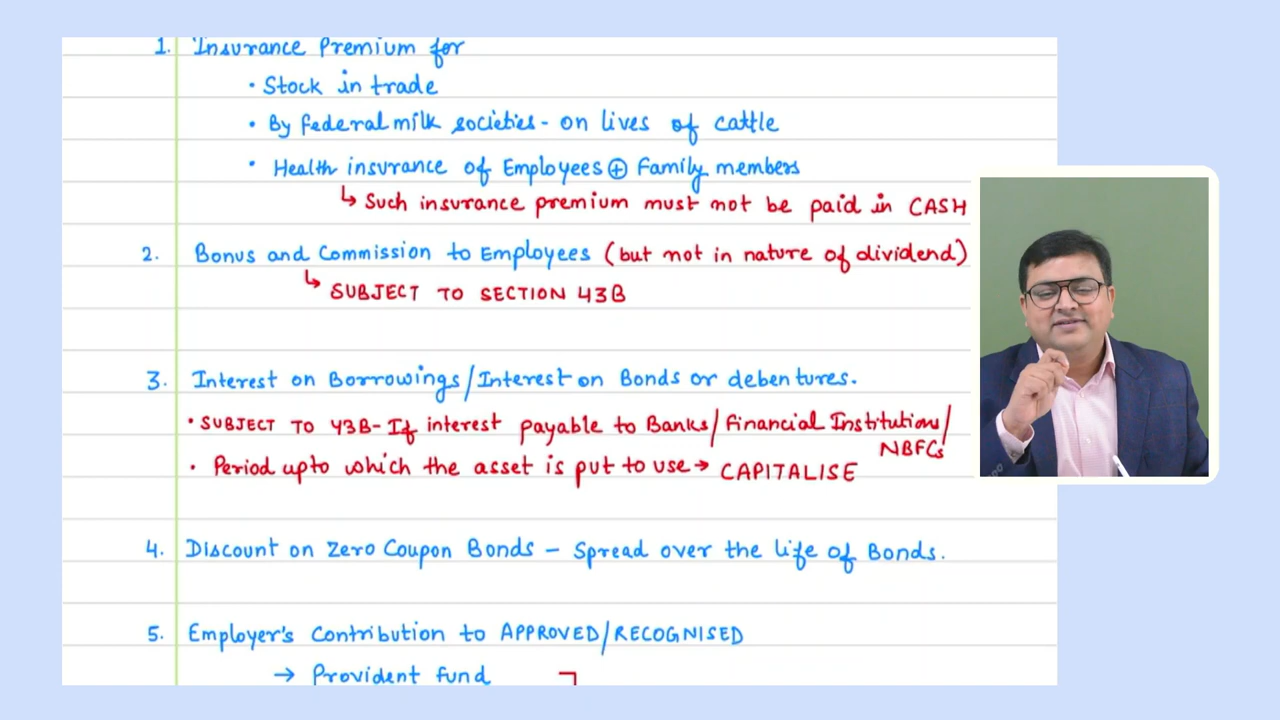 1. Insurance Premium for
• Stock in trade
• By federal milk societies - on lives of cattle
• Health insurance of Employees ⊕ Family members
↳ Such insurance premium must not be paid in CASH
2. Bonus and Commission to Employees (but not in nature of dividend)
↳ SUBJECT TO SECTION 43B
3. Interest on Borrowings/Interest on Bonds or debentures.
• SUBJECT TO 43B - If interest payable to Banks/Financial Institutions/
NBFCs
• Period upto which the asset is put to use → CAPITALISE
4. Discount on Zero Coupon Bonds - Spread over the life of Bonds.
5. Employer's Contribution to APPROVED/RECOGNISED
→ Provident fund